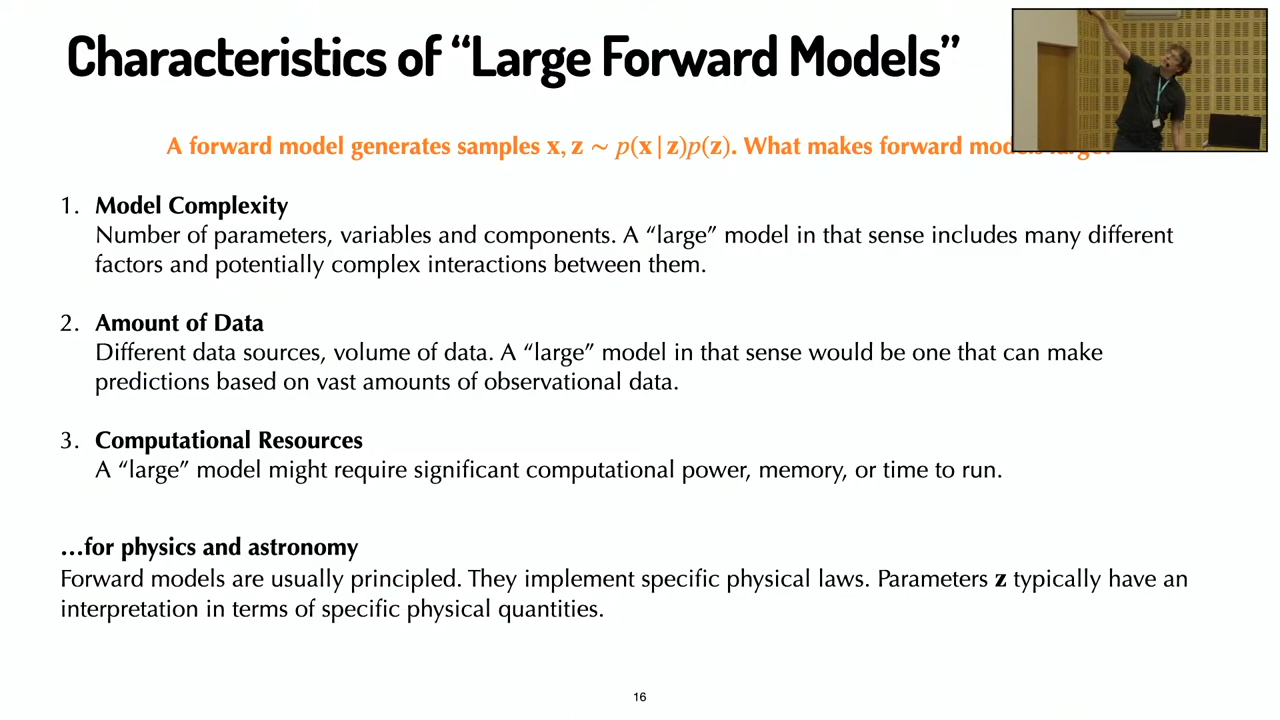 Characteristics of “Large Forward Models”
A forward model generates samples x, z ∼ p(x | z)p(z). What makes forward models large?
1. Model Complexity
Number of parameters, variables and components. A “large” model in that sense includes many different
factors and potentially complex interactions between them.
2. Amount of Data
Different data sources, volume of data. A “large” model in that sense would be one that can make
predictions based on vast amounts of observational data.
3. Computational Resources
A “large” model might require significant computational power, memory, or time to run.
…for physics and astronomy
Forward models are usually principled. They implement specific physical laws. Parameters z typically have an
interpretation in terms of specific physical quantities.
16